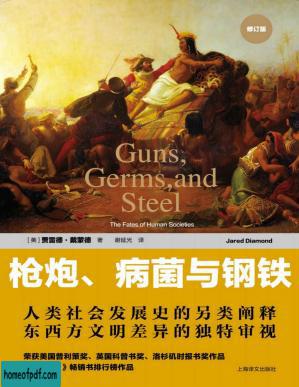 修订版
Guns,
Germs, and
Steel
The Fates of Human Societies
[美] 贾雷德·戴蒙德 著 谢延光 译 Jared Diamond
枪炮、病菌与钢铁
人类社会发展史的另类阐释
东西方文明差异的独特审视
荣获美国普利策奖、英国科普书奖、洛杉矶时报书奖作品
》畅销书排行榜作品
homeofpdf.com
上海译文出版社